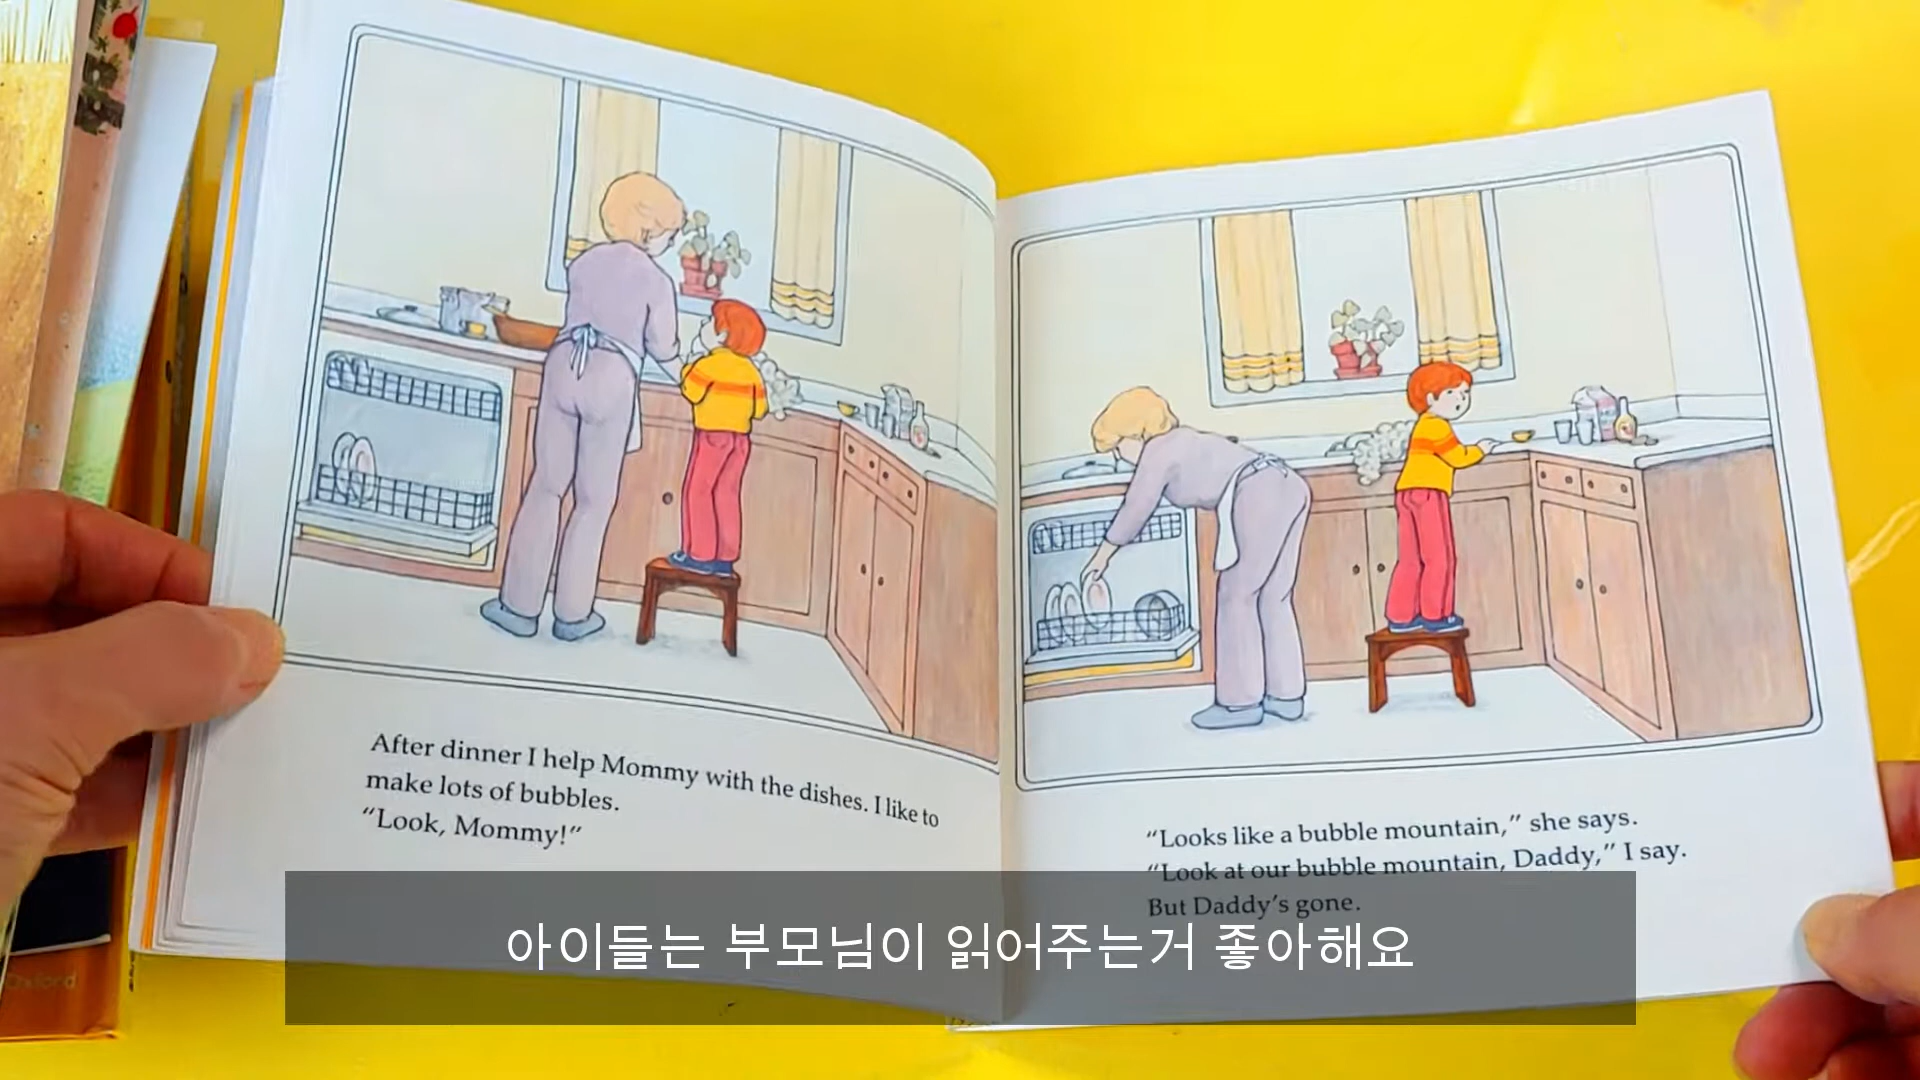 After dinner I help Mommy with the dishes. I like to
make lots of bubbles.
“Look, Mommy!”
“Looks like a bubble mountain,” she says.
“Look at our bubble mountain, Daddy,” I say.
But Daddy’s gone.
아이들는 부모님이 읽어주는거 좋아해요
Oxford